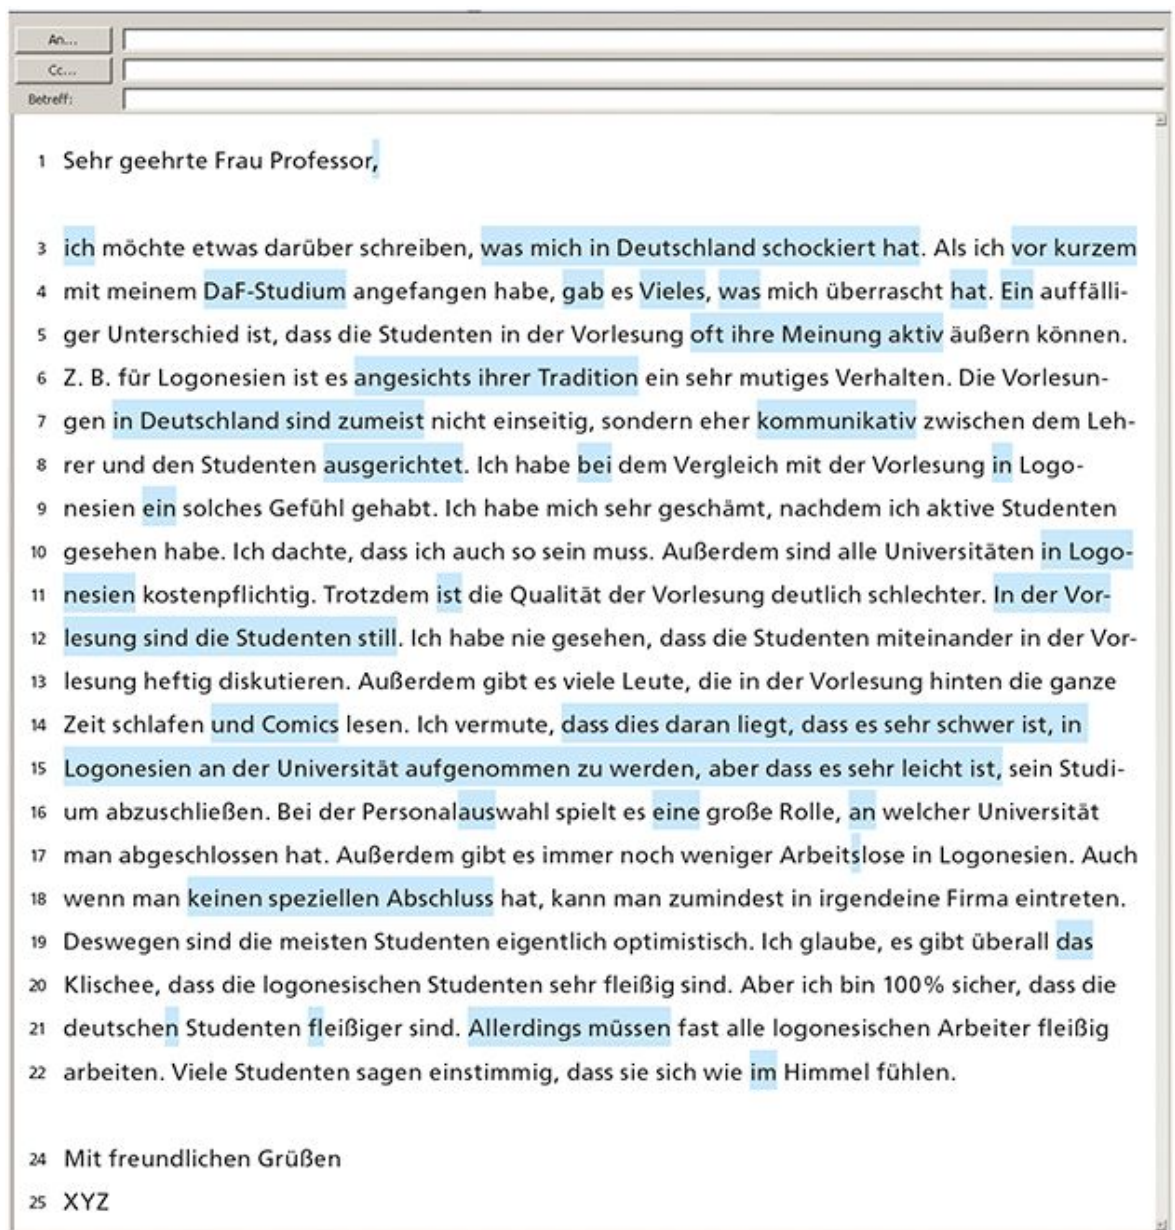 An...
Cc...
Betreff:
1 Sehr geehrte Frau Professor,
3 ich möchte etwas darüber schreiben, was mich in Deutschland schockiert hat. Als ich vor kurzem
4 mit meinem DaF-Studium angefangen habe, gab es Vieles, was mich überrascht hat. Ein auffälli-
5 ger Unterschied ist, dass die Studenten in der Vorlesung oft ihre Meinung aktiv äußern können.
6 Z. B. für Logonesien ist es angesichts ihrer Tradition ein sehr mutiges Verhalten. Die Vorlesun-
7 gen in Deutschland sind zumeist nicht einseitig, sondern eher kommunikativ zwischen dem Leh-
8 rer und den Studenten ausgerichtet. Ich habe bei dem Vergleich mit der Vorlesung in Logo-
9 nesien ein solches Gefühl gehabt. Ich habe mich sehr geschämt, nachdem ich aktive Studenten
10 gesehen habe. Ich dachte, dass ich auch so sein muss. Außerdem sind alle Universitäten in Logo-
11 nesien kostenpflichtig. Trotzdem ist die Qualität der Vorlesung deutlich schlechter. In der Vor-
12 lesung sind die Studenten still. Ich habe nie gesehen, dass die Studenten miteinander in der Vor-
13 lesung heftig diskutieren. Außerdem gibt es viele Leute, die in der Vorlesung hinten die ganze
14 Zeit schlafen und Comics lesen. Ich vermute, dass dies daran liegt, dass es sehr schwer ist, in
15 Logonesien an der Universität aufgenommen zu werden, aber dass es sehr leicht ist, sein Studi-
16 um abzuschließen. Bei der Personalauswahl spielt es eine große Rolle, an welcher Universität
17 man abgeschlossen hat. Außerdem gibt es immer noch weniger Arbeitslose in Logonesien. Auch
18 wenn man keinen speziellen Abschluss hat, kann man zumindest in irgendeine Firma eintreten.
19 Deswegen sind die meisten Studenten eigentlich optimistisch. Ich glaube, es gibt überall das
20 Klischee, dass die logonesischen Studenten sehr fleißig sind. Aber ich bin 100% sicher, dass die
21 deutschen Studenten fleißiger sind. Allerdings müssen fast alle logonesischen Arbeiter fleißig
22 arbeiten. Viele Studenten sagen einstimmig, dass sie sich wie im Himmel fühlen.
24 Mit freundlichen Grüßen
25 XYZ